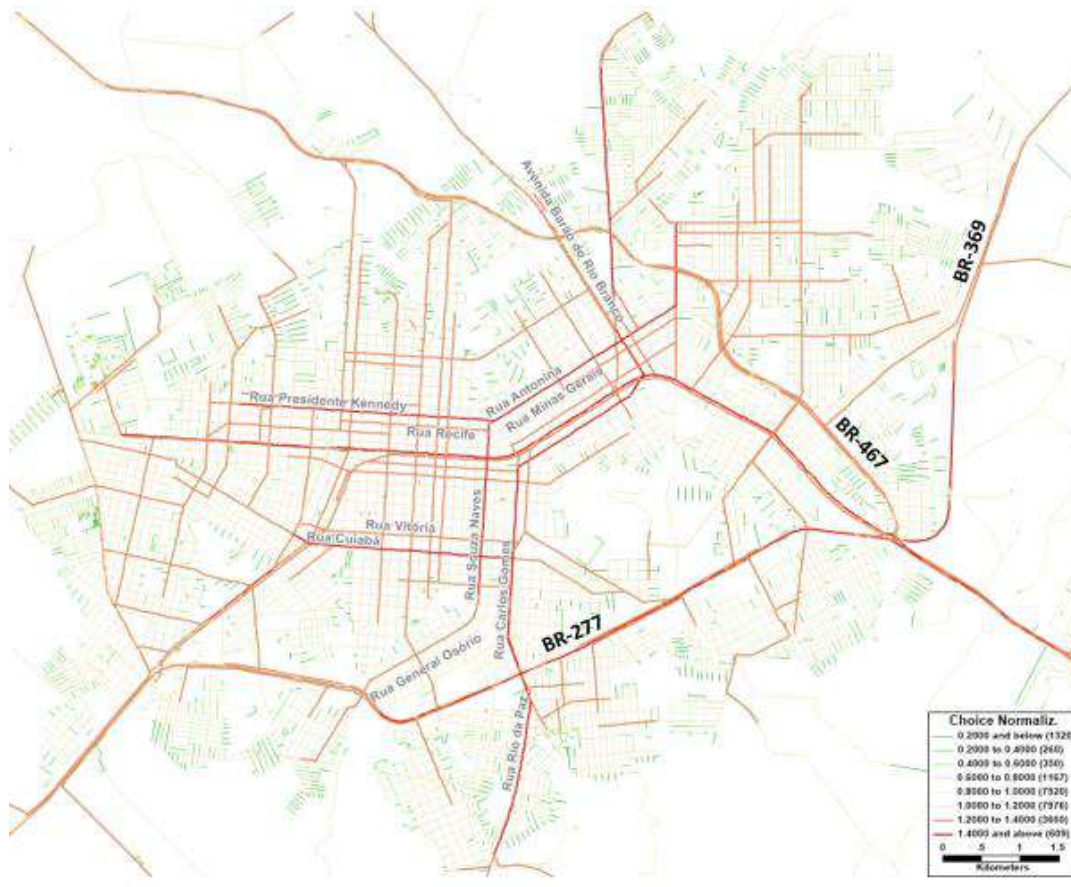 Avenida Barão do Rio Branco
BR-369
Rua Antonina
Rua Presidente Kennedy
Rua Minas Gerais
Rua Recife
BR-467
Rua Vitória
Rua Cuiabá
Rua Souza Naves
Rua Carlos Gomes
BR-277
Rua General Osório
Rua Rio da Paz
Choice Normaliz.
0.2000 and below (1320
0.2000 to 0.4000 (260)
0.4000 to 0.6000 (350)
0.6000 to 0.8000 (1167)
0.8000 to 1.0000 (7920)
1.0000 to 1.2000 (7976)
1.2000 to 1.4000 (3660)
1.4000 and above (609)
0 .5 1 1.5
Kilometers